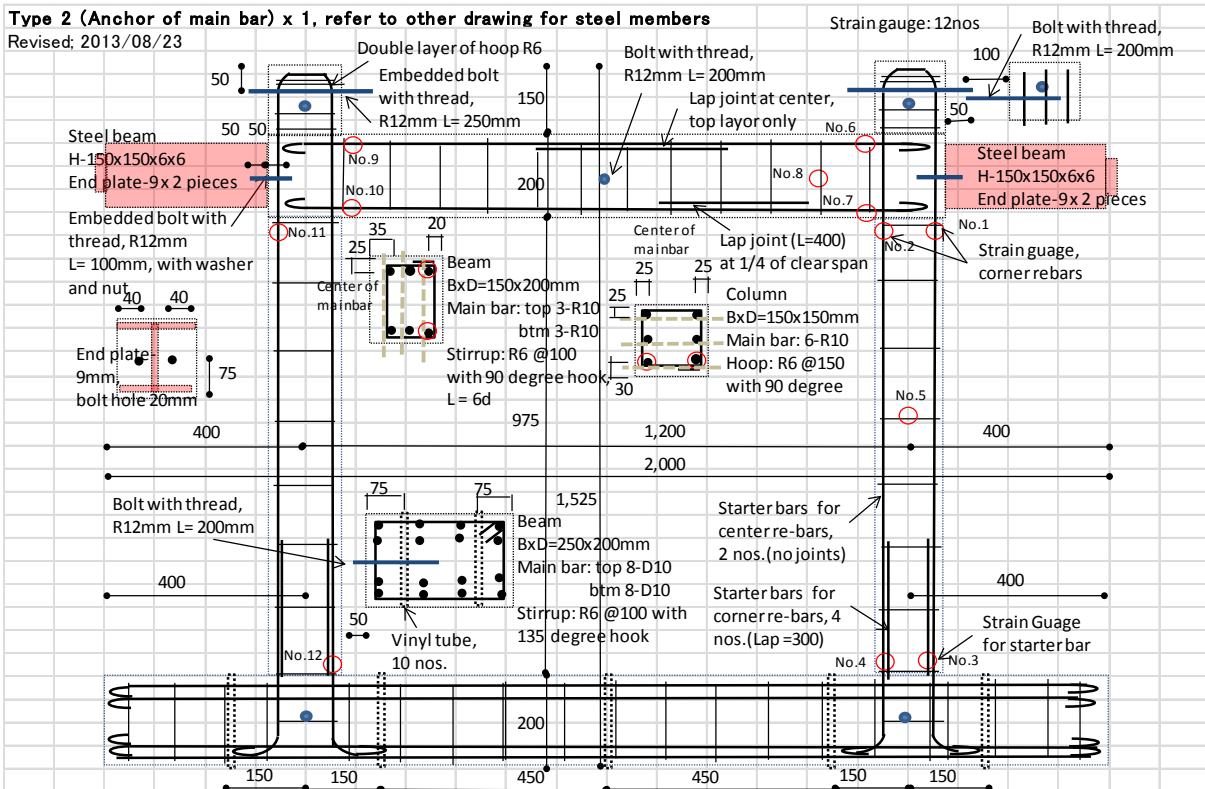 Type 2 (Anchor of main bar) x 1, refer to other drawing for steel members
Revised; 2013/08/23
Strain gauge: 12nos
Double layer of hoop R6
Embedded bolt
with thread,
R12mm L= 250mm
Bolt with thread,
R12mm L= 200mm
Lap joint at center,
top layor only
Bolt with thread,
R12mm L= 200mm
100
50
50
150
50 50
Steel beam
H-150x150x6x6
End plate-9 x 2 pieces
No.9
No.10
No.6
No.8
No.7
200
Steel beam
H-150x150x6x6
End plate-9 x 2 pieces
Embedded bolt with
thread, R12mm
L= 100mm, with washer
and nut
No.11
No.1
No.2
Strain guage,
corner rebars
35
20
25
Center of
mainbar
Beam
BxD=150x200mm
Main bar: top 3-R10
btm 3-R10
Stirrup: R6 @100
with 90 degree hook,
L = 6d
Lap joint (L=400)
at 1/4 of clear span
Center of
mainbar
25
25
25
30
Column
BxD=150x150mm
Main bar: 6-R10
Hoop: R6 @150
with 90 degree
40
40
End plate-
9mm,
bolt hole 20mm
75
No.5
975
400
1,200
400
2,000
1,525
Bolt with thread,
R12mm L= 200mm
75
75
Beam
BxD=250x200mm
Main bar: top 8-D10
btm 8-D10
Stirrup: R6 @100 with
135 degree hook
Starter bars for
center re-bars,
2 nos.(no joints)
400
400
Starter bars for
corner re-bars, 4
nos.(Lap =300)
50
Vinyl tube,
10 nos.
Strain Guage
for starter bar
No.12
No.4
No.3
200
150
150
450
450
150
150